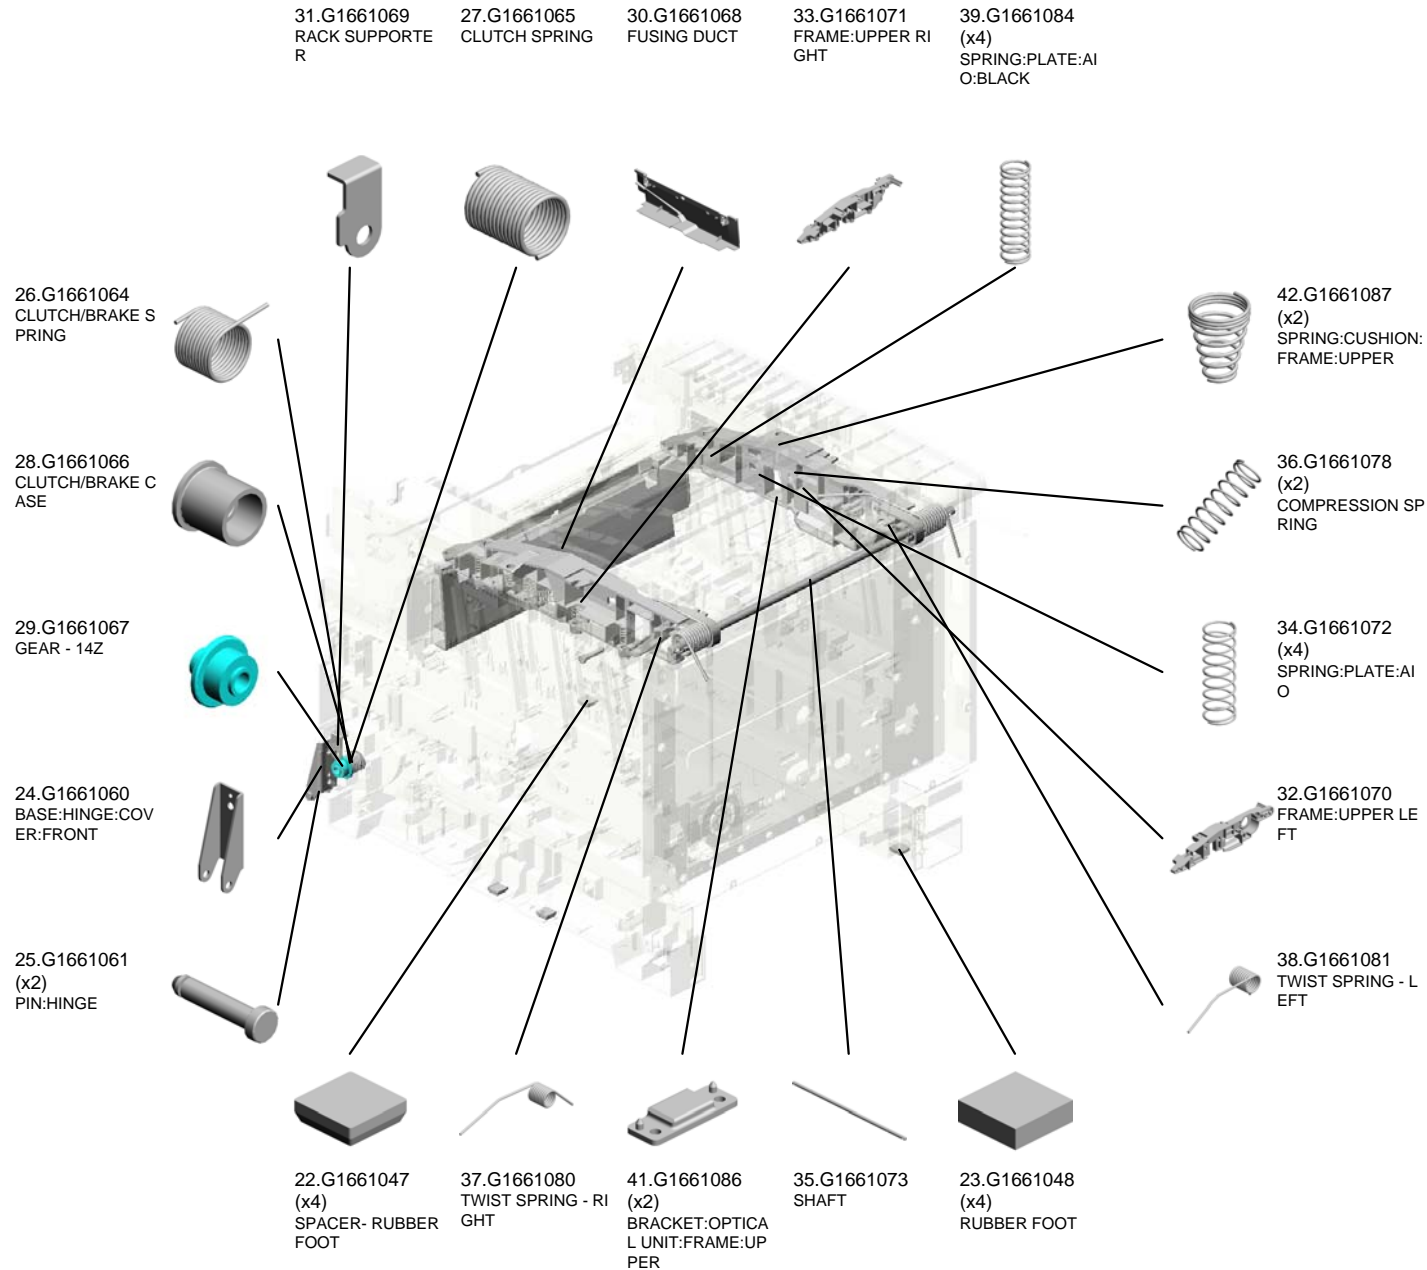 31.G1661069
RACK SUPPORTE
R
27.G1661065
CLUTCH SPRING
30.G1661068
FUSING DUCT
33.G1661071
FRAME:UPPER RI
GHT
39.G1661084
(x4)
SPRING:PLATE:AI
O:BLACK
26.G1661064
CLUTCH/BRAKE S
PRING
42.G1661087
(x2)
SPRING:CUSHION:
FRAME:UPPER
28.G1661066
CLUTCH/BRAKE C
ASE
36.G1661078
(x2)
COMPRESSION SP
RING
29.G1661067
GEAR - 14Z
34.G1661072
(x4)
SPRING:PLATE:AI
O
24.G1661060
BASE:HINGE:COV
ER:FRONT
32.G1661070
FRAME:UPPER LE
FT
25.G1661061
(x2)
PIN:HINGE
38.G1661081
TWIST SPRING - L
EFT
22.G1661047
(x4)
SPACER- RUBBER
FOOT
37.G1661080
TWIST SPRING - RI
GHT
41.G1661086
(x2)
BRACKET:OPTICA
L UNIT:FRAME:UP
PER
35.G1661073
SHAFT
23.G1661048
(x4)
RUBBER FOOT